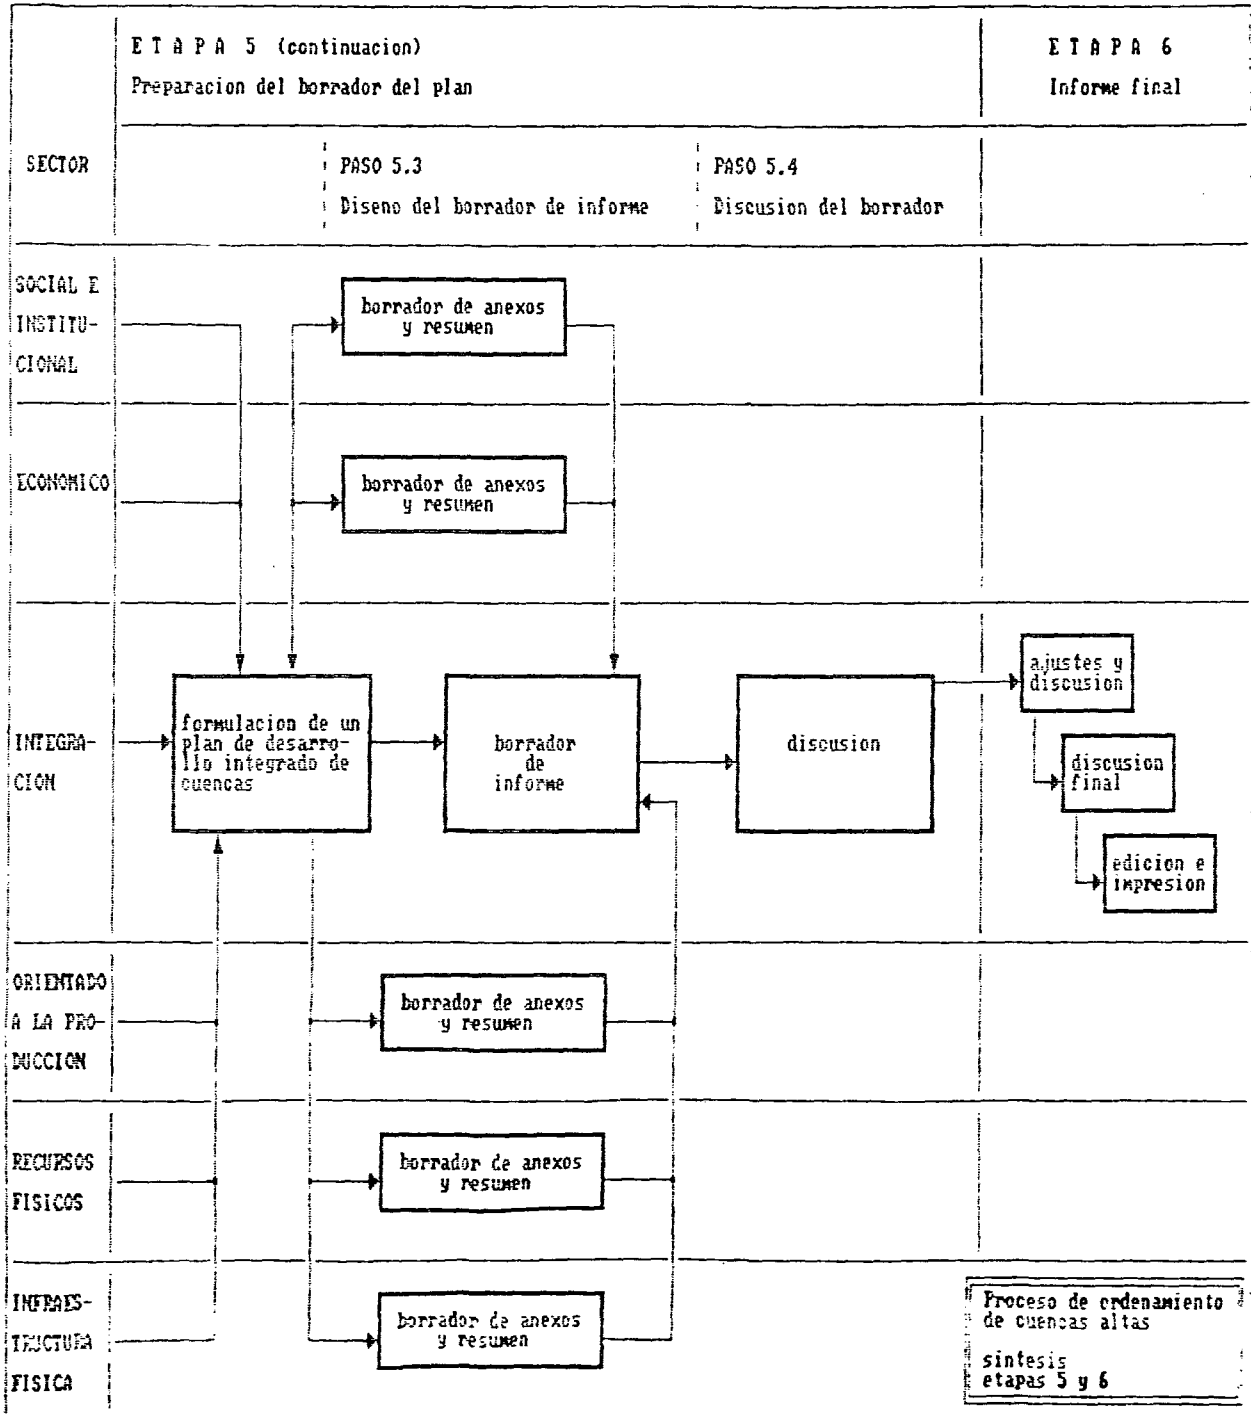 E T A P A 5 (continuacion)
Preparacion del borrador del plan
E T A P A 6
Informe final
SECTOR
PASO 5.3
Diseno del borrador de informe
PASO 5.4
Discusion del borrador
SOCIAL E
INSTITU-
CIONAL
borrador de anexos
y resumen
ECONOMICO
borrador de anexos
y resumen
INTEGRA-
CION
formulacion de un
plan de desarro-
llo integrado de
cuencas
borrador
de
informe
discusion
ajustes y
discusion
discusion
final
edicion e
impresion
ORIENTADO
A LA PRO-
DUCCION
borrador de anexos
y resumen
RECURSOS
FISICOS
borrador de anexos
y resumen
INFRAES-
TRUCTURA
FISICA
borrador de anexos
y resumen
Proceso de ordenamiento
de cuencas altas
sintesis
etapas 5 y 6